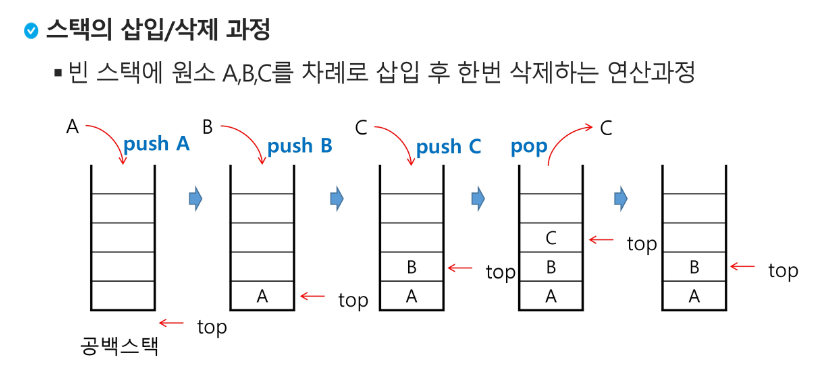 스택의 삽입/삭제 과정
빈 스택에 원소 A,B,C를 차례로 삽입 후 한번 삭제하는 연산과정
A push A
B push B
C push C
pop C
top
공백스택
A
top
B
A
top
C
B
A
top
B
A
top